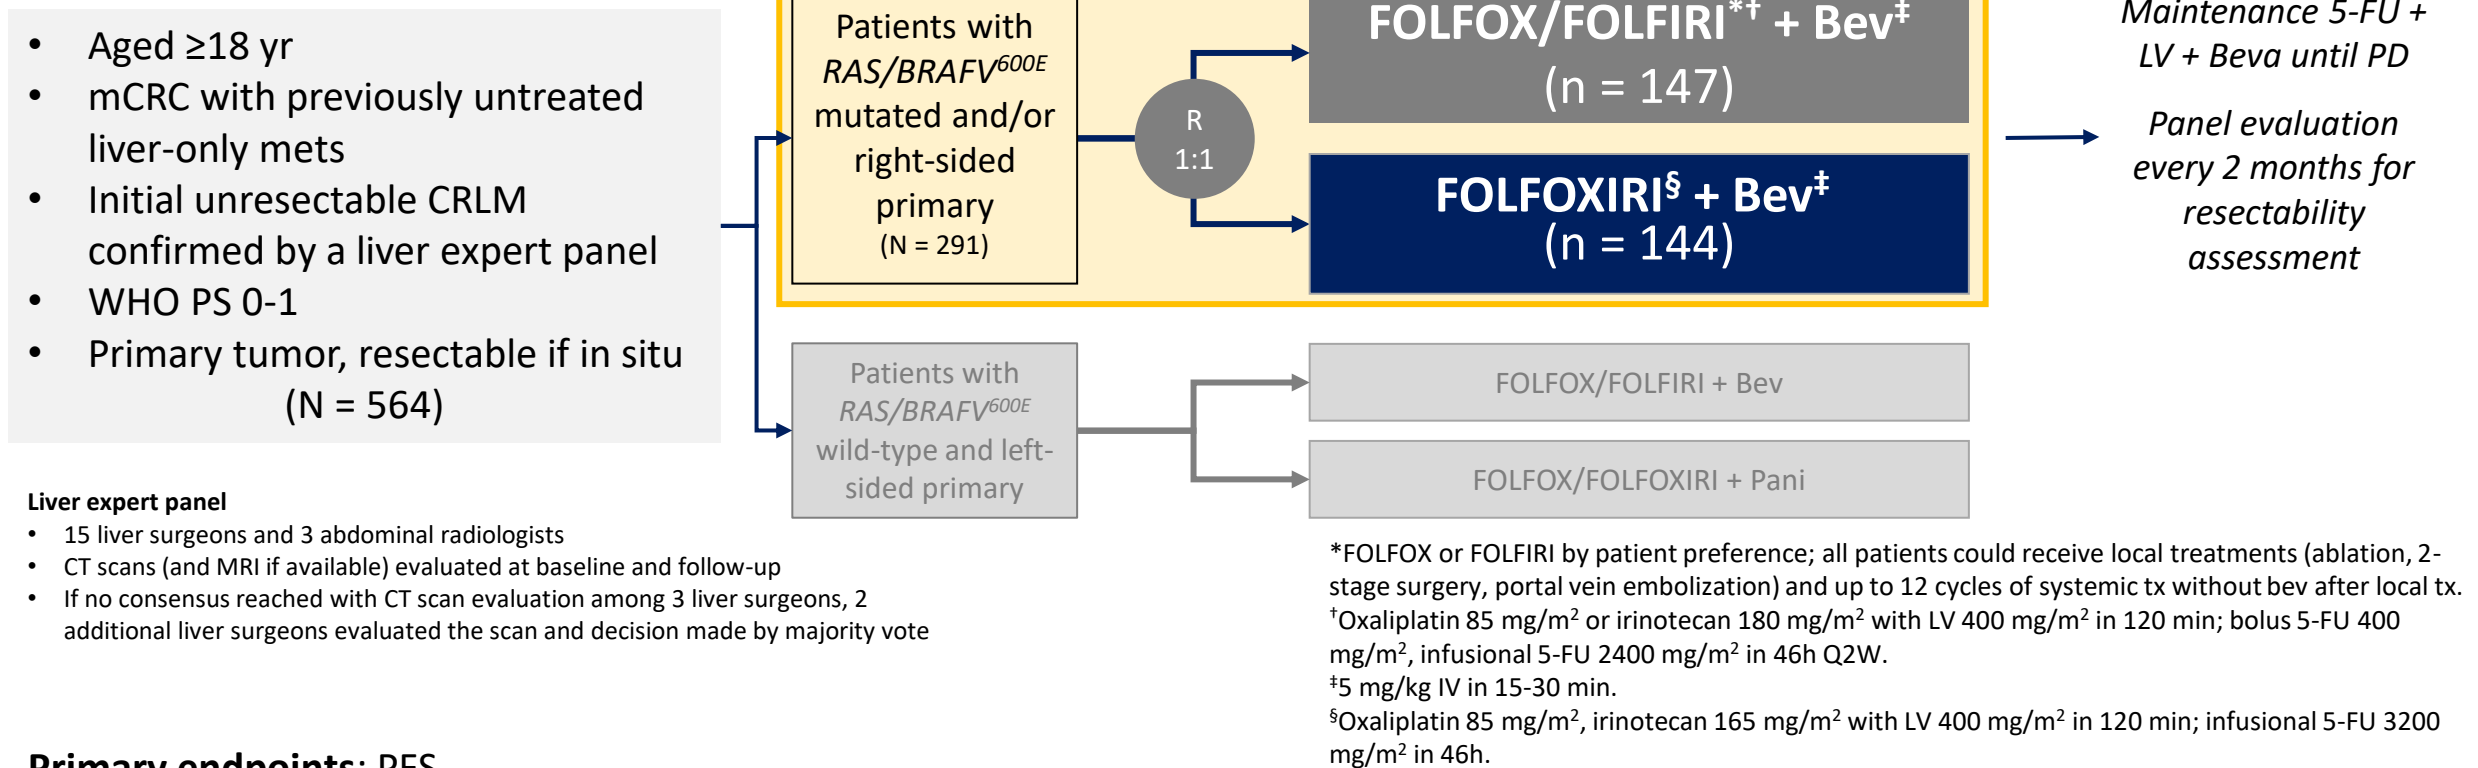 • Aged ≥18 yr
• mCRC with previously untreated
liver-only mets
• Initial unresectable CRLM
confirmed by a liver expert panel
• WHO PS 0-1
• Primary tumor, resectable if in situ
(N = 564)
Patients with
RAS/BRAFV600E
mutated and/or
right-sided
primary
(N = 291)
R
1:1
FOLFOX/FOLFIRI*† + Bev‡
(n = 147)
FOLFOXIRI§ + Bev‡
(n = 144)
Maintenance 5-FU +
LV + Beva until PD
Panel evaluation
every 2 months for
resectability
assessment
Patients with
RAS/BRAFV600E
wild-type and left-
sided primary
FOLFOX/FOLFIRI + Bev
FOLFOX/FOLFOXIRI + Pani
Liver expert panel
• 15 liver surgeons and 3 abdominal radiologists
• CT scans (and MRI if available) evaluated at baseline and follow-up
• If no consensus reached with CT scan evaluation among 3 liver surgeons, 2
additional liver surgeons evaluated the scan and decision made by majority vote
*FOLFOX or FOLFIRI by patient preference; all patients could receive local treatments (ablation, 2-
stage surgery, portal vein embolization) and up to 12 cycles of systemic tx without bev after local tx.
†Oxaliplatin 85 mg/m² or irinotecan 180 mg/m² with LV 400 mg/m² in 120 min; bolus 5-FU 400
mg/m², infusional 5-FU 2400 mg/m² in 46h Q2W.
‡5 mg/kg IV in 15-30 min.
§Oxaliplatin 85 mg/m², irinotecan 165 mg/m² with LV 400 mg/m² in 120 min; infusional 5-FU 3200
mg/m² in 46h.
Primary endpoints: PFS